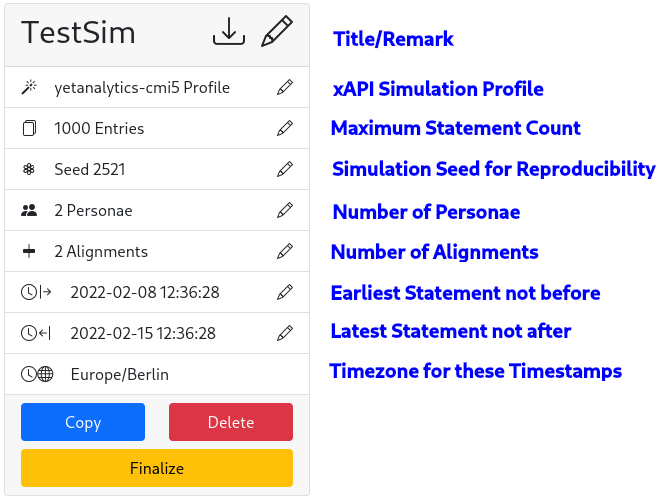 TestSim Title/Remark
yetanalytics-cmi5 Profile xAPI Simulation Profile
1000 Entries Maximum Statement Count
Seed 2521 Simulation Seed for Reproducibility
2 Personae Number of Personae
2 Alignments Number of Alignments
2022-02-08 12:36:28 Earliest Statement not before
2022-02-15 12:36:28 Latest Statement not after
Europe/Berlin Timezone for these Timestamps
Copy Delete
Finalize